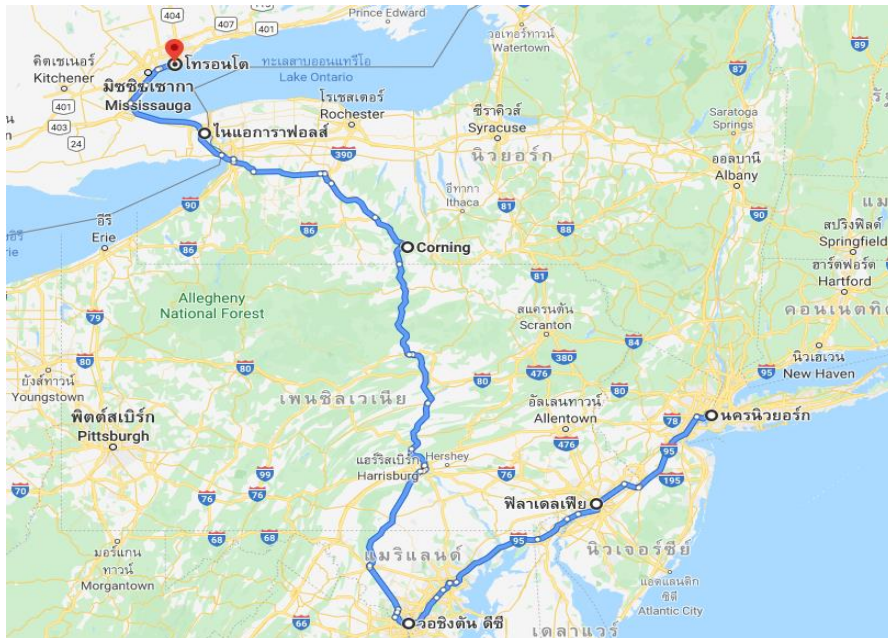 404
Prince Edward
407
401
89
คิตเชเนอร์
Kitchener
โทรอนโต
ทะเลสาบออนแทรีโอ
Lake Ontario
วอเทอร์ทาวน์
Watertown
87
401
มิซซิซเซากา
Mississauga
โรเชสเตอร์
Rochester
ซีราคิวส์
Syracuse
Saratoga
Springs
403
24
ไนแอการาฟอลส์
390
นิวยอร์ก
ออลบานี
Albany
90
อีทากา
Ithaca
81
90
อีรี
Erie
86
86
88
90
สปริงฟิลด์
Springfield
Corning
81
ฮาร์ตฟอร์ด
Hartford
Allegheny
National Forest
79
สแครนตัน
Scranton
84
คอนเนตทิ
80
80
380
476
95
นิวเฮเวน
New Haven
ยังส์ทาวน์
Youngstown
เพนซิลเวเนีย
80
80
อัลเลนทาวน์
Allentown
78
นครนิวยอร์ก
พิตต์สเบิร์ก
Pittsburgh
476
95
แฮร์ริสเบิร์ก
Harrisburg
Hershey
76
195
70
99
76
76
ฟิลาเดลเฟีย
68
68
95
มอร์แกน
ทาวน์
Morgantown
แมริแลนด์
นิวเจอร์ซีย์
แอตแลนติก
ซิตี
Atlantic City
66
วอชิงตัน ดีซี
เดลาแวร์